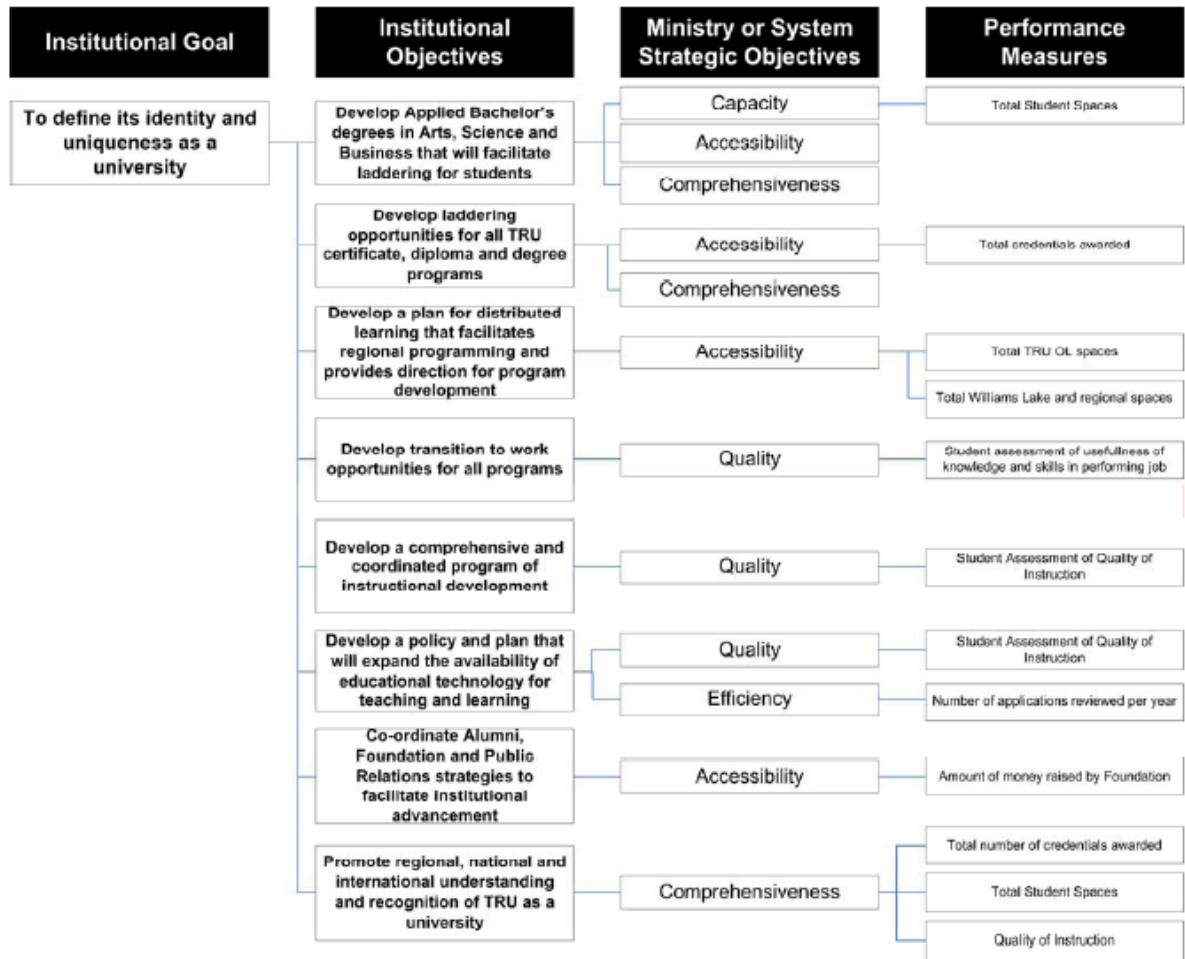 Institutional Goal
Institutional
Objectives
Ministry or System
Strategic Objectives
Performance
Measures
To define its identity and
uniqueness as a
university
Develop Applied Bachelor's
degrees in Arts, Science and
Business that will facilitate
laddering for students
Capacity
Total Student Spaces
Accessibility
Comprehensiveness
Develop laddering
opportunities for all TRU
certificate, diploma and degree
programs
Accessibility
Total credentials awarded
Comprehensiveness
Develop a plan for distributed
learning that facilitates
regional programming and
provides direction for program
development
Accessibility
Total TRU OL spaces
Total Williams Lake and regional spaces
Develop transition to work
opportunities for all programs
Quality
Student assessment of usefullness of
knowledge and skills in performing job
Develop a comprehensive and
coordinated program of
instructional development
Quality
Student Assessment of Quality of
Instruction
Develop a policy and plan that
will expand the availability of
educational technology for
teaching and learning
Quality
Student Assessment of Quality of
Instruction
Efficiency
Number of applications reviewed per year
Co-ordinate Alumni,
Foundation and Public
Relations strategies to
facilitate institutional
advancement
Accessibility
Amount of money raised by Foundation
Promote regional, national and
international understanding
and recognition of TRU as a
university
Comprehensiveness
Total number of credentials awarded
Total Student Spaces
Quality of Instruction